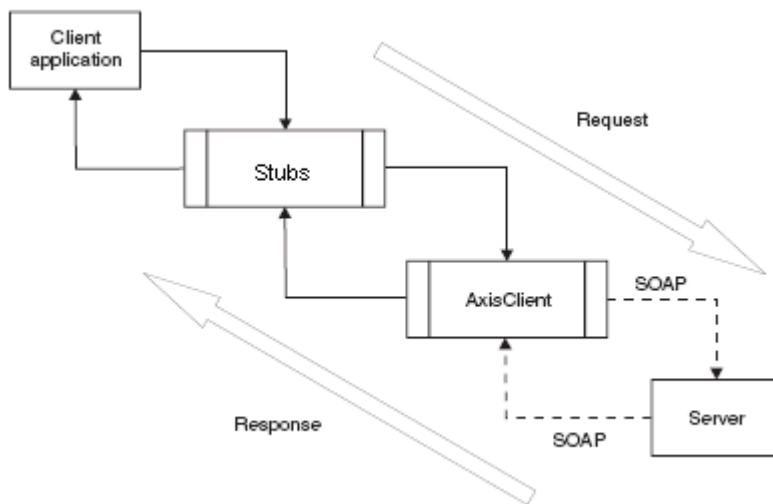 Client
application
Request
Stubs
AxisClient
SOAP
Server
SOAP
Response